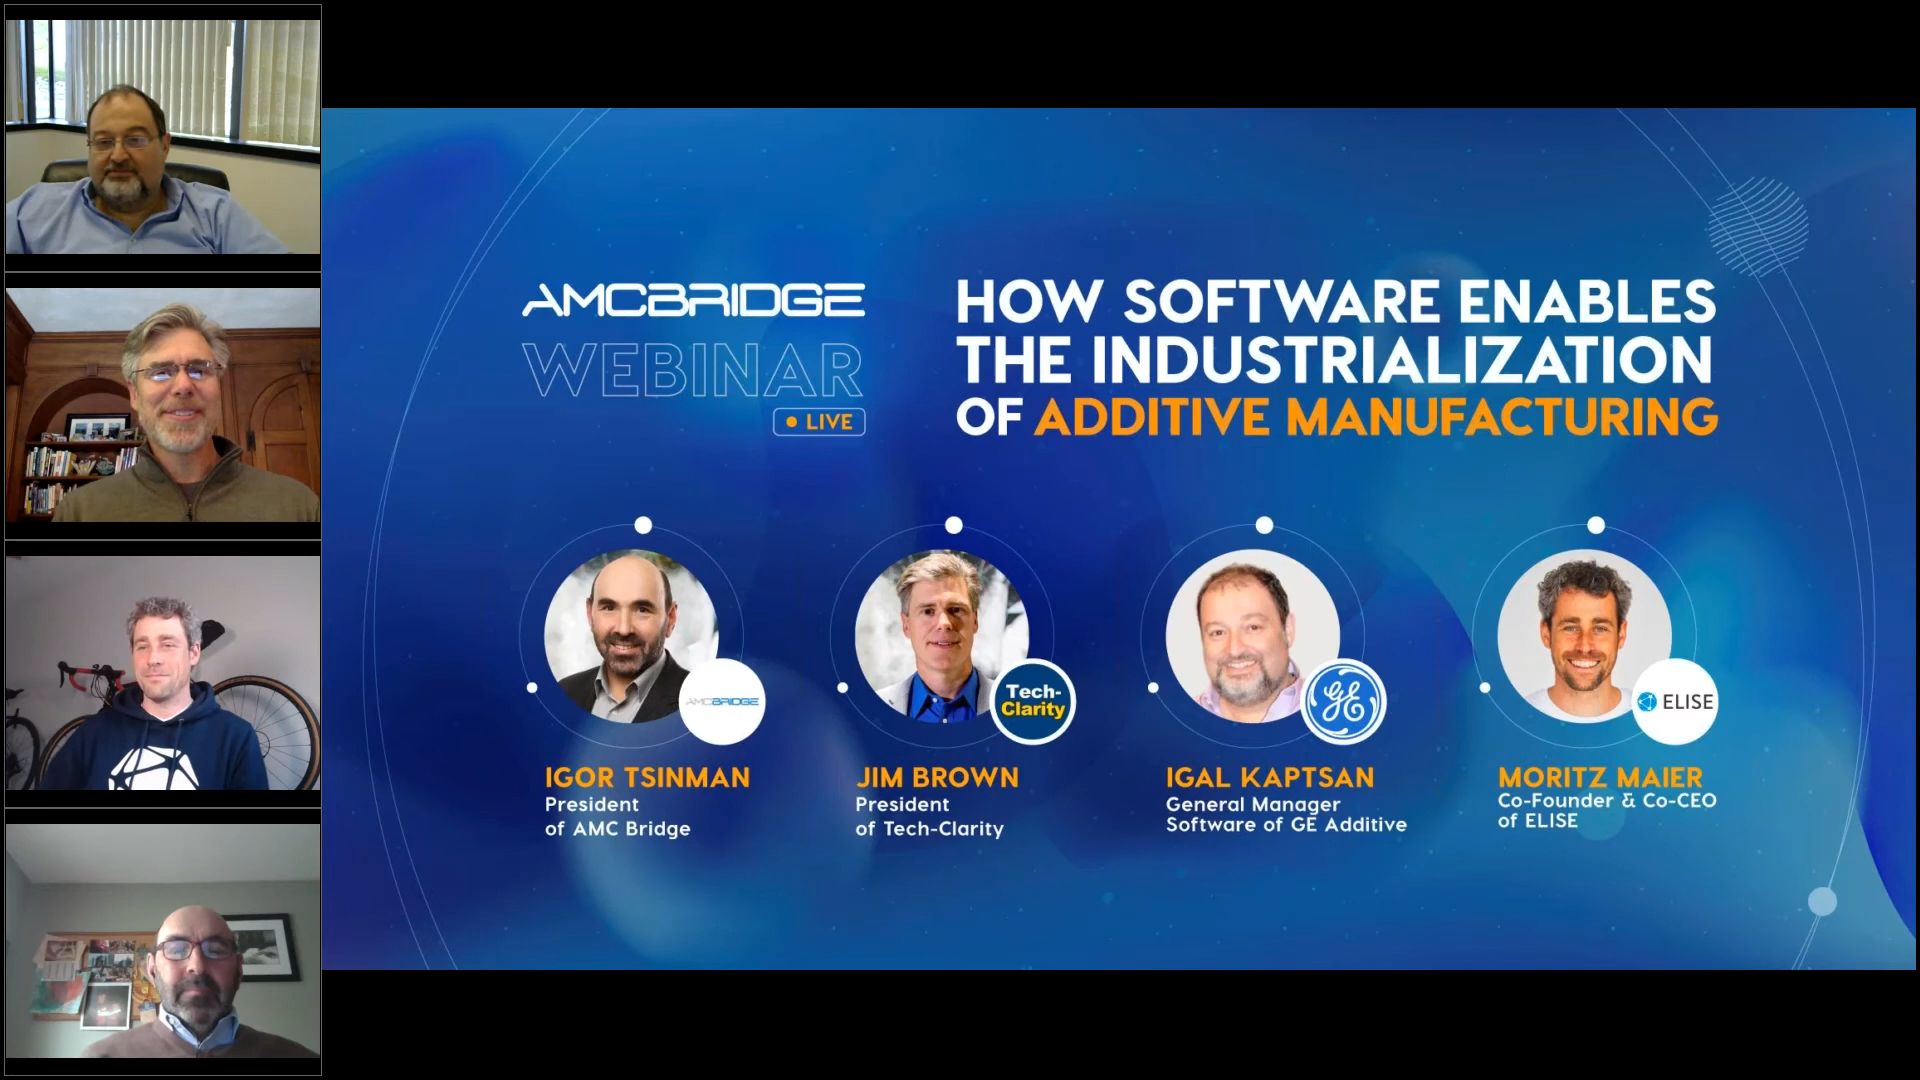 AMCBRIDGE
WEBINAR
LIVE
HOW SOFTWARE ENABLES
THE INDUSTRIALIZATION
OF ADDITIVE MANUFACTURING
AMCBRIDGE
Tech-
Clarity
GE
ELISE
IGOR TSINMAN
President
of AMC Bridge
JIM BROWN
President
of Tech-Clarity
IGAL KAPTSAN
General Manager
Software of GE Additive
MORITZ MAIER
Co-Founder & Co-CEO
of ELISE